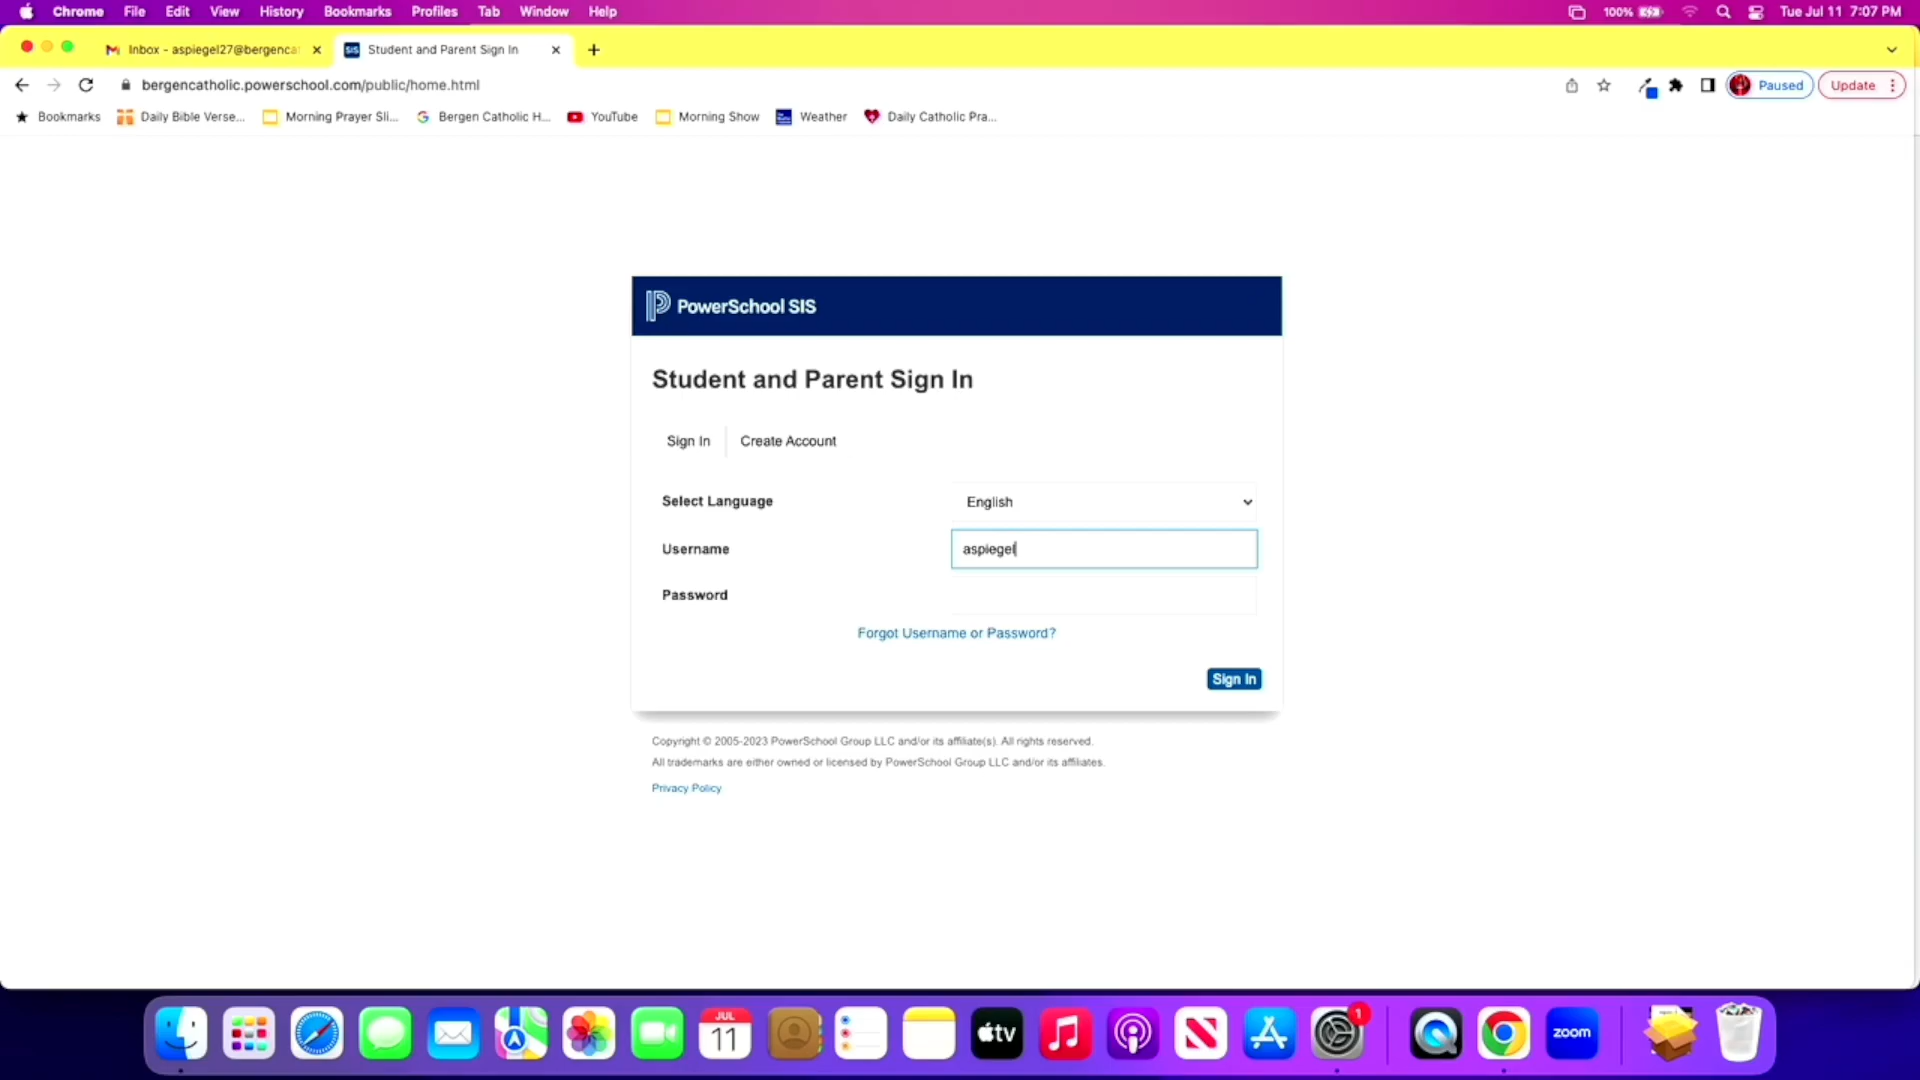 Chrome File Edit View History Bookmarks Profiles Tab Window Help 100% Tue Jul 11 7:07 PM
Inbox - aspiegel27@bergenca SIS Student and Parent Sign In
bergencatholic.powerschool.com/public/home.html Paused Update
Bookmarks Daily Bible Verse... Morning Prayer Sli... Bergen Catholic H... YouTube Morning Show Weather Daily Catholic Pra...
PowerSchool SIS
Student and Parent Sign In
Sign In Create Account
Select Language English
Username aspiegel
Password
Forgot Username or Password?
Sign In
Copyright © 2005-2023 PowerSchool Group LLC and/or its affiliate(s). All rights reserved.
All trademarks are either owned or licensed by PowerSchool Group LLC and/or its affiliates.
Privacy Policy
JUL 1
11 tv zoom